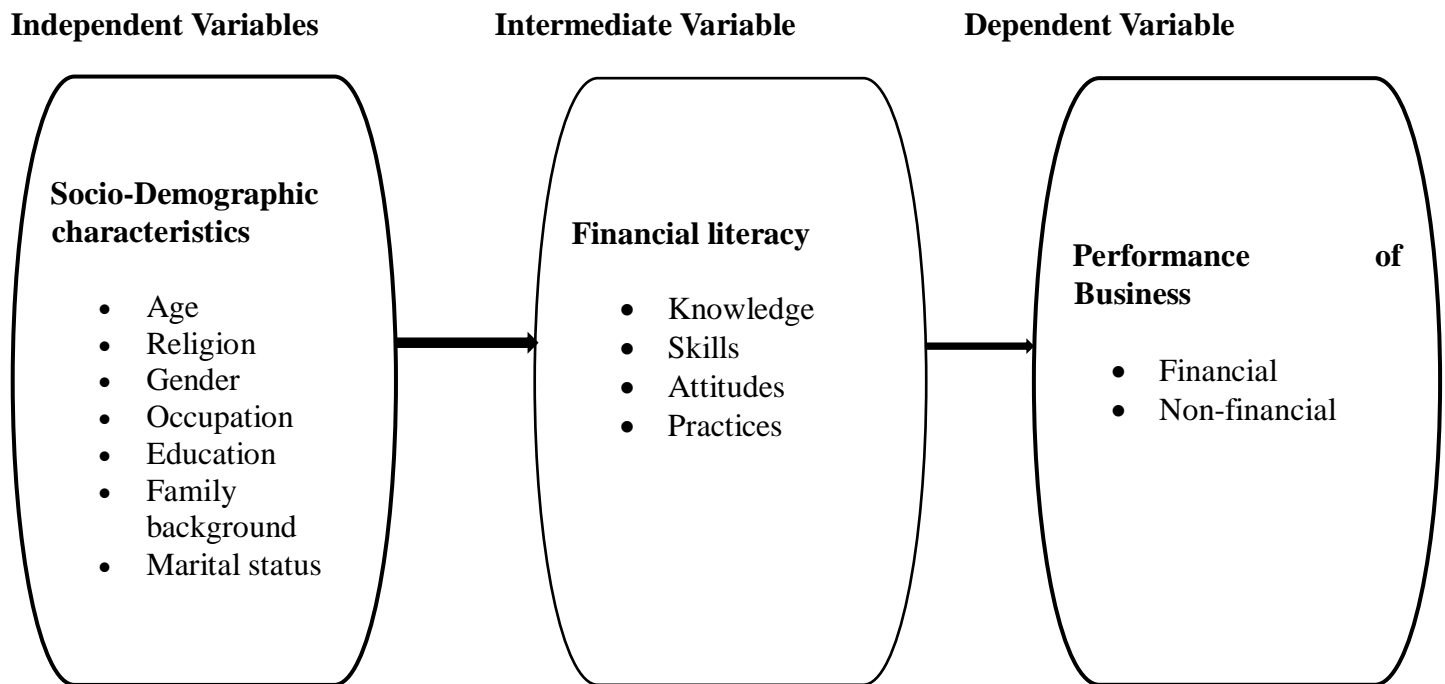 Independent Variables
Intermediate Variable
Dependent Variable
Socio-Demographic
characteristics
• Age
• Religion
• Gender
• Occupation
• Education
• Family
background
• Marital status
Financial literacy
• Knowledge
• Skills
• Attitudes
• Practices
Performance of
Business
• Financial
• Non-financial